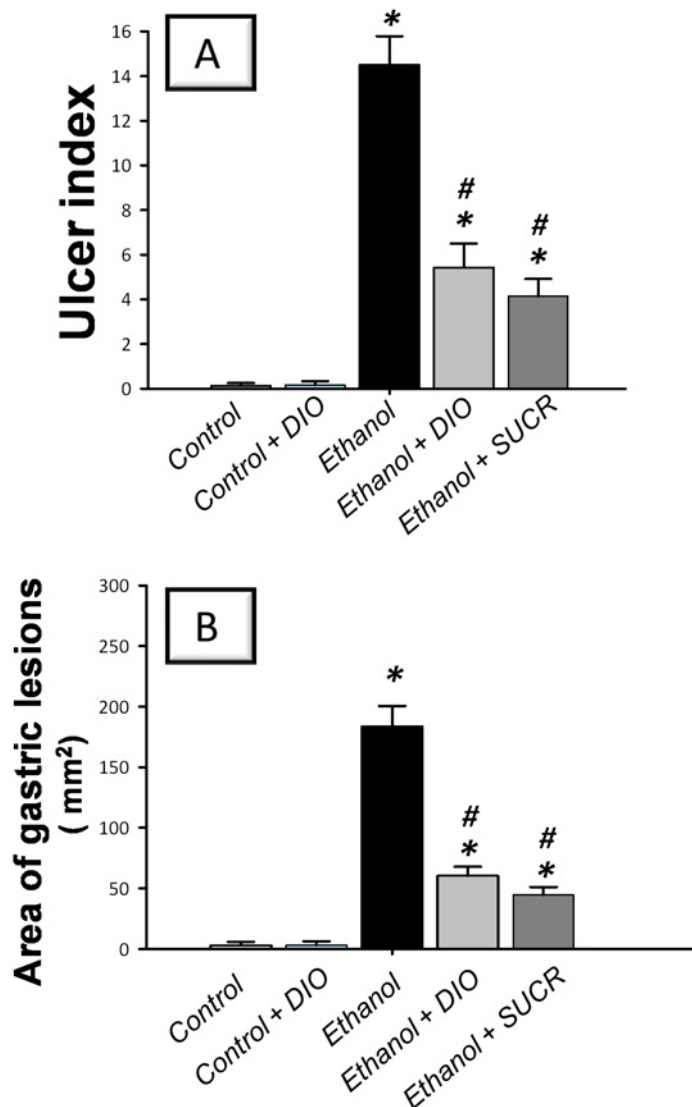 A
Ulcer index
16
14
12
10
8
6
4
2
0
*
#
*
#
*
Control
Control + DIO
Ethanol
Ethanol + DIO
Ethanol + SUCR
B
Area of gastric lesions
( mm²)
300
250
200
150
100
50
0
*
#
*
#
*
Control
Control + DIO
Ethanol
Ethanol + DIO
Ethanol + SUCR